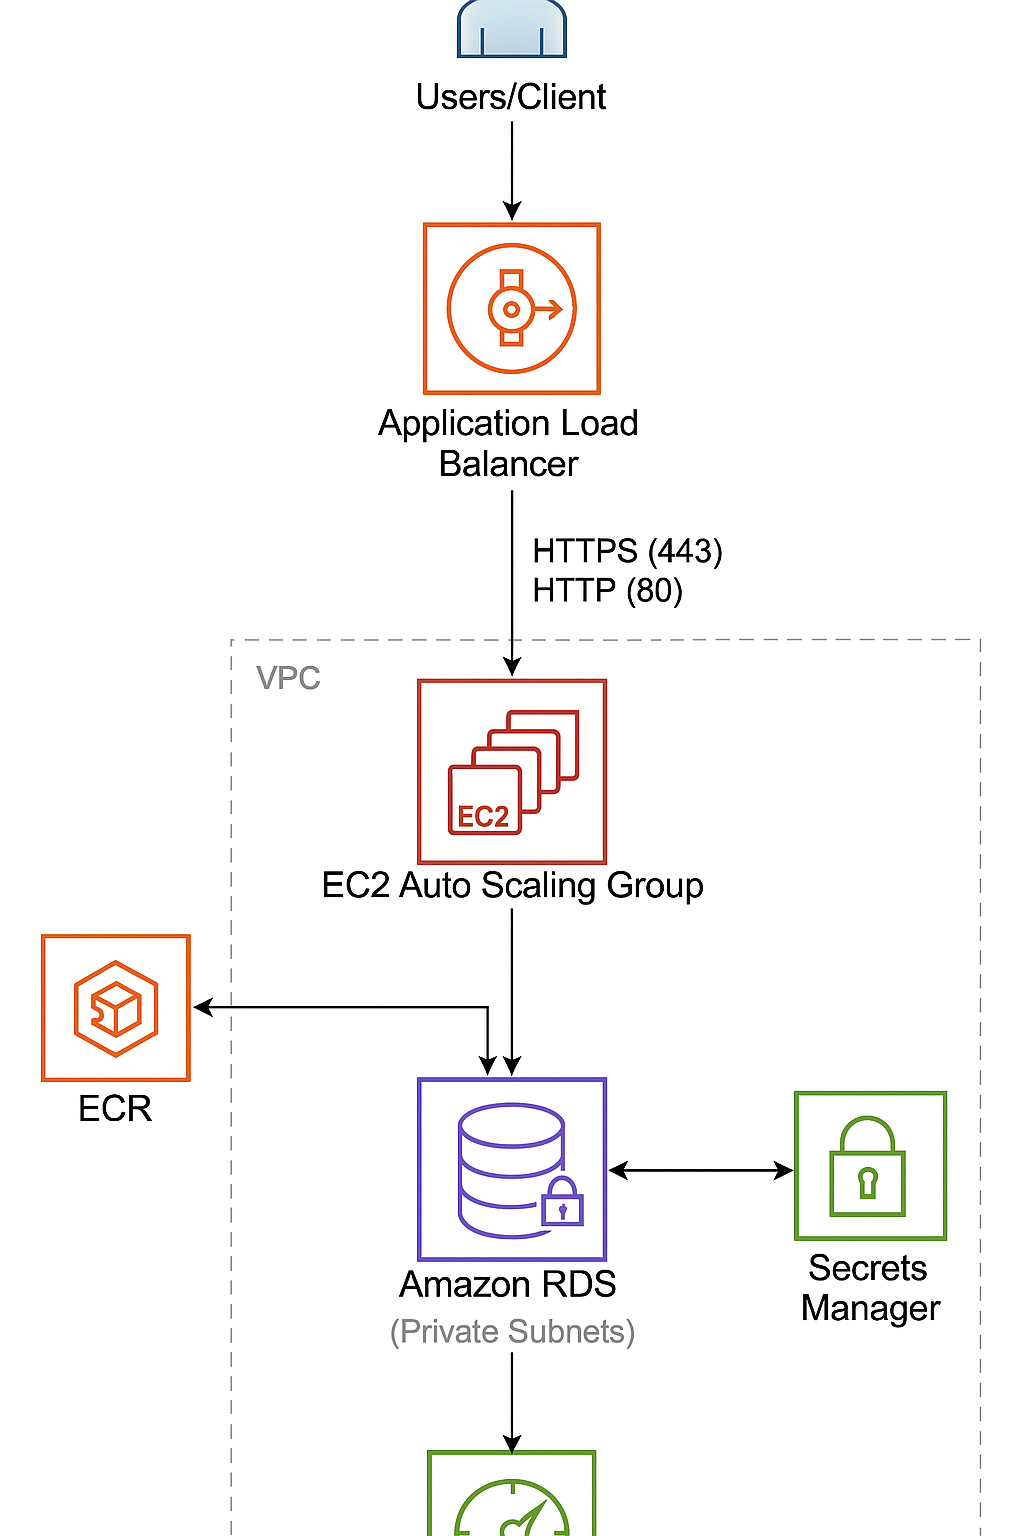 Users/Client
Application Load
Balancer
HTTPS (443)
HTTP (80)
VPC
EC2
EC2 Auto Scaling Group
ECR
Amazon RDS
(Private Subnets)
Secrets
Manager